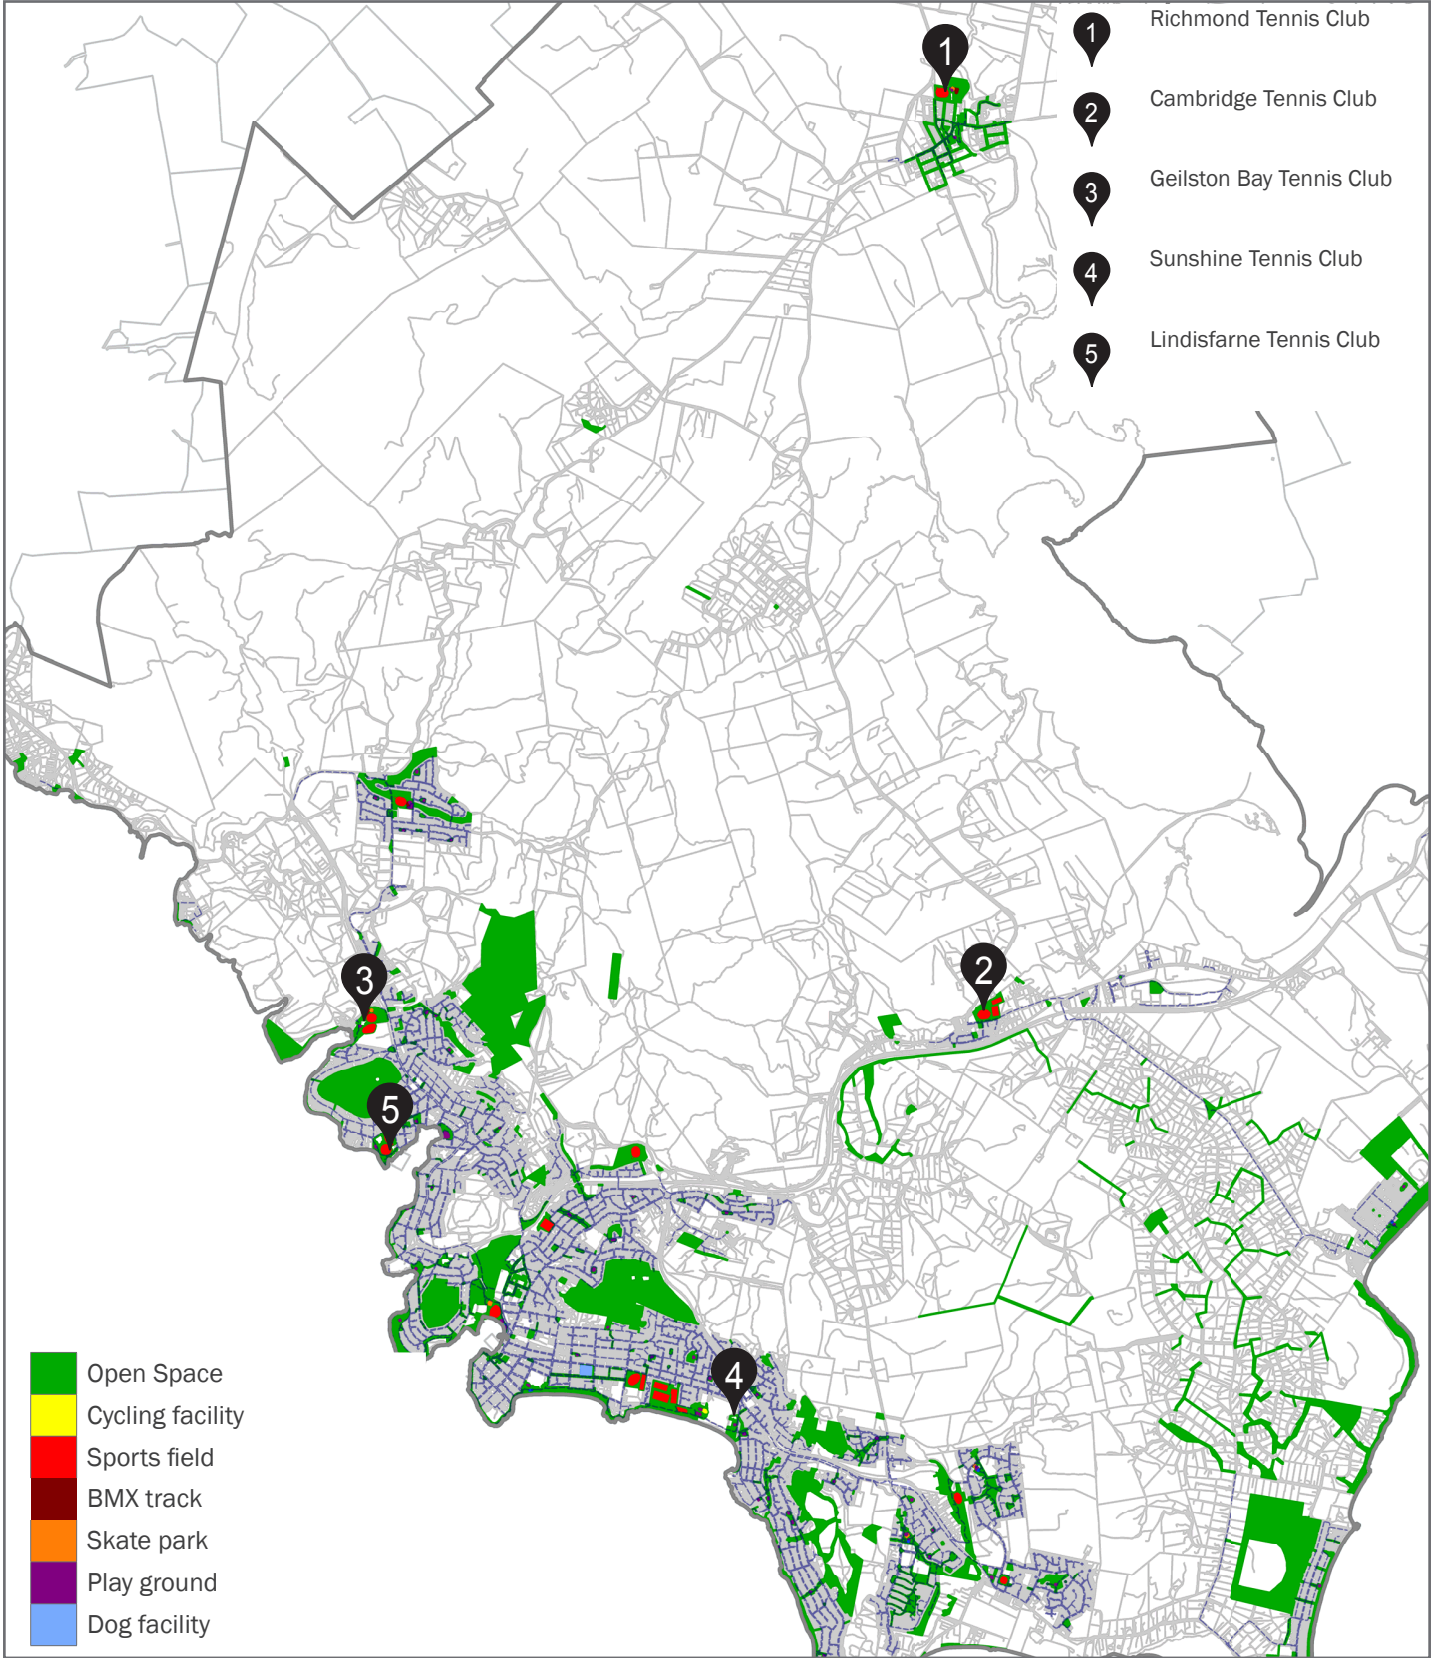 1 Richmond Tennis Club
2 Cambridge Tennis Club
3 Geilston Bay Tennis Club
4 Sunshine Tennis Club
5 Lindisfarne Tennis Club
1
2
3
5
4
Open Space
Cycling facility
Sports field
BMX track
Skate park
Play ground
Dog facility